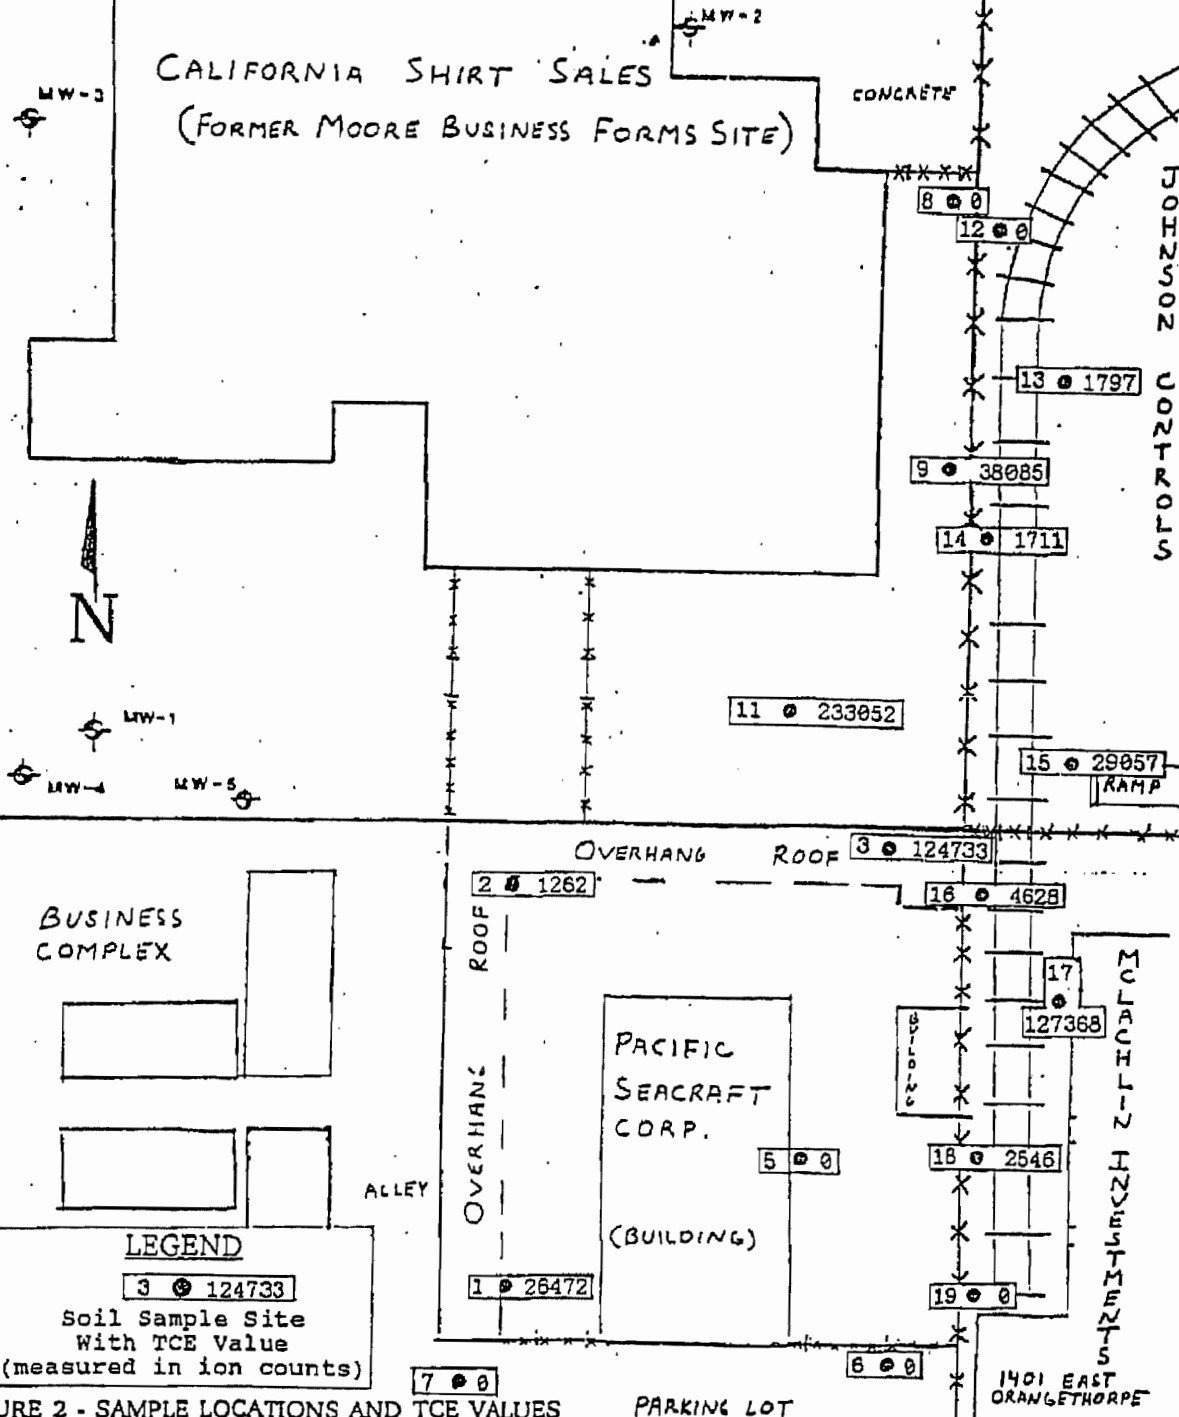 MW-2
CALIFORNIA SHIRT SALES
(FORMER MOORE BUSINESS FORMS SITE)
MW-3
CONCRETE
8 0
12 0
JOHNSON CONTROLS
13 1797
9 38085
14 1711
N
11 233052
MW-1
MW-4
MW-5
15 29057
RAMP
OVERHANG ROOF
3 124733
2 1262
16 4628
BUSINESS
COMPLEX
OVERHANG ROOF
17
127368
BUILDING
MCLACHLIN INVESTMENTS
PACIFIC
SEACRAFT
CORP.
(BUILDING)
5 0
18 2546
ALLEY
1 26472
19 0
LEGEND
3 124733
Soil Sample Site
With TCE Value
(measured in ion counts)
7 0
6 0
1401 EAST
ORANGETHORPE
PARKING LOT
URE 2 - SAMPLE LOCATIONS AND TCE VALUES